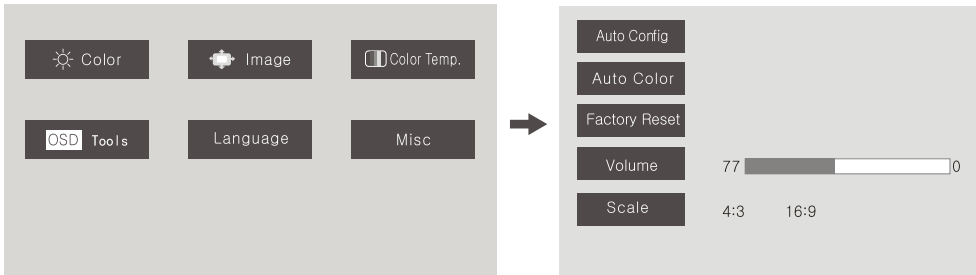 Color Image Color Temp.
OSD Tools Language Misc
Auto Config
Auto Color
Factory Reset
Volume 77 0
Scale 4:3 16:9